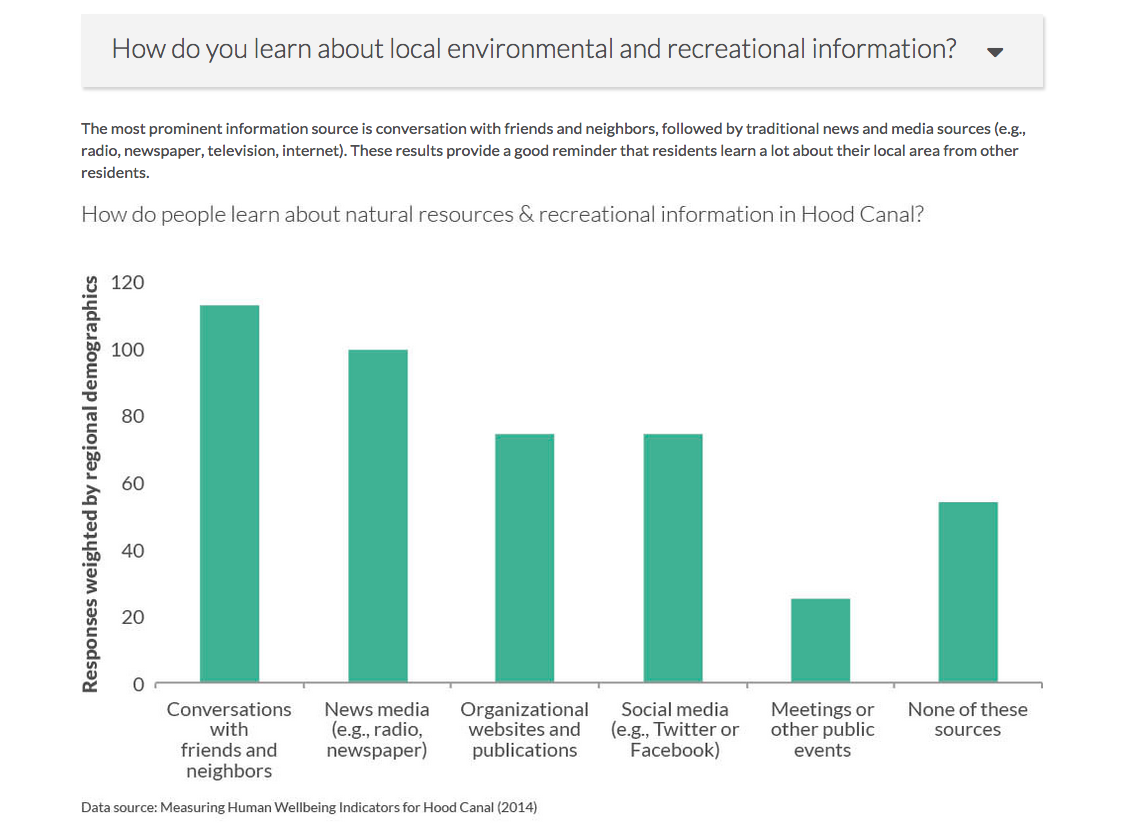 How do you learn about local environmental and recreational information?
The most prominent information source is conversation with friends and neighbors, followed by traditional news and media sources (e.g.,
radio, newspaper, television, internet). These results provide a good reminder that residents learn a lot about their local area from other
residents.
How do people learn about natural resources & recreational information in Hood Canal?
Responses weighted by regional demographics
120
100
80
60
40
20
0
Conversations
with
friends and
neighbors
News media
(e.g., radio,
newspaper)
Organizational
websites and
publications
Social media
(e.g., Twitter or
Facebook)
Meetings or
other public
events
None of these
sources
Data source: Measuring Human Wellbeing Indicators for Hood Canal (2014)